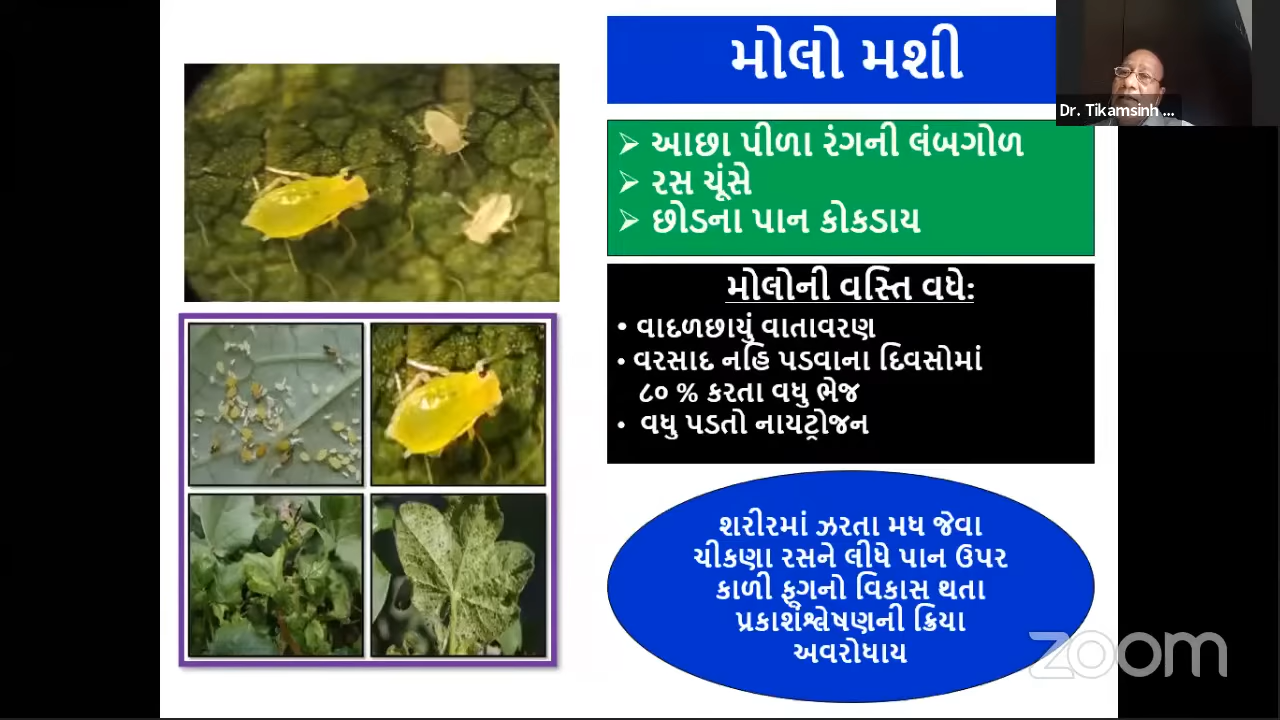 મોલો મશી
Dr. Tikamsinh ...
➢ આછા પીળા રંગની લંબગોળ
➢ રસ ચૂંસે
➢ છોડના પાન કોકડાય
મોલોની વસ્તિ વધે:
• વાદળછાયું વાતાવરણ
• વરસાદ નહિ પડવાના દિવસોમાં
૮૦ % કરતા વધુ ભેજ
• વધુ પડતો નાયટ્રોજન
શરીરમાં ઝરતા મધ જેવા
ચીકણા રસને લીધે પાન ઉપર
કાળી ફૂગનો વિકાસ થતા
પ્રકાશંશ્લેષણની ક્રિયા
અવરોધાય
zoom